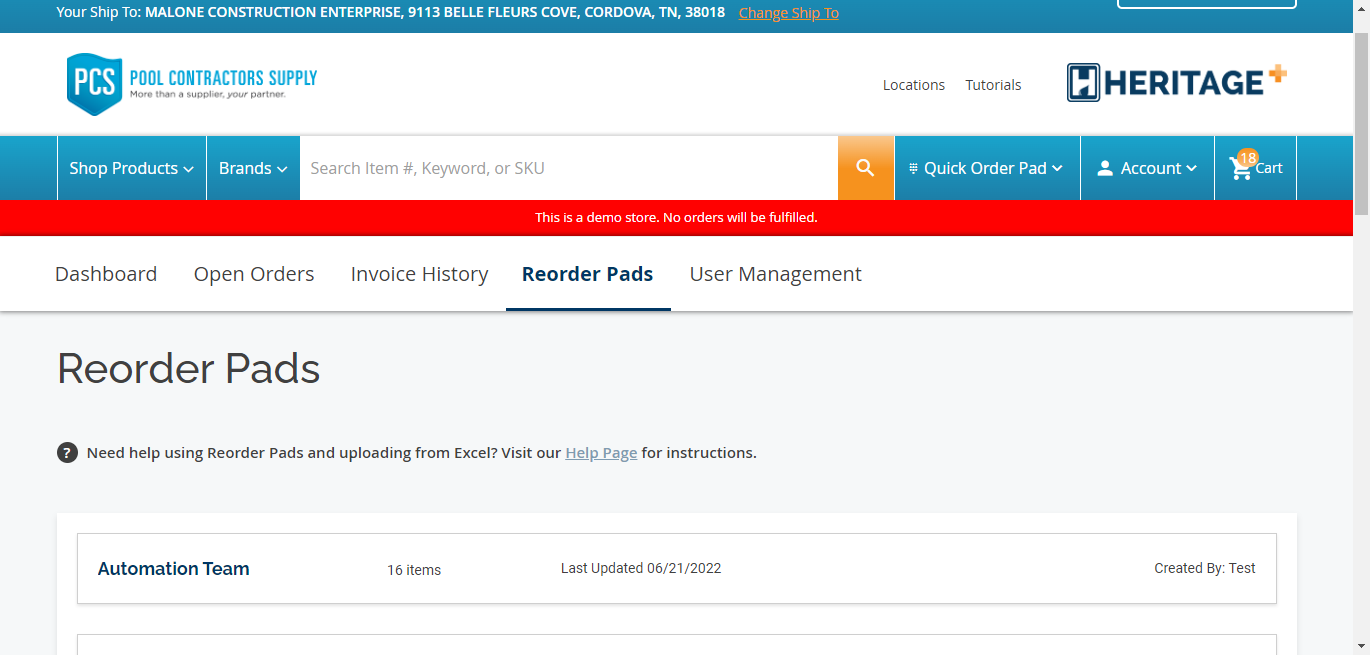 Your Ship To: MALONE CONSTRUCTION ENTERPRISE, 9113 BELLE FLEURS COVE, CORDOVA, TN, 38018 Change Ship To
PCS POOL CONTRACTORS SUPPLY
More than a supplier, your partner.
Locations Tutorials
HERITAGE+
Shop Products Brands Search Item #, Keyword, or SKU Quick Order Pad Account 18 Cart
This is a demo store. No orders will be fulfilled.
Dashboard Open Orders Invoice History Reorder Pads User Management
Reorder Pads
? Need help using Reorder Pads and uploading from Excel? Visit our Help Page for instructions.
Automation Team 16 items Last Updated 06/21/2022 Created By: Test